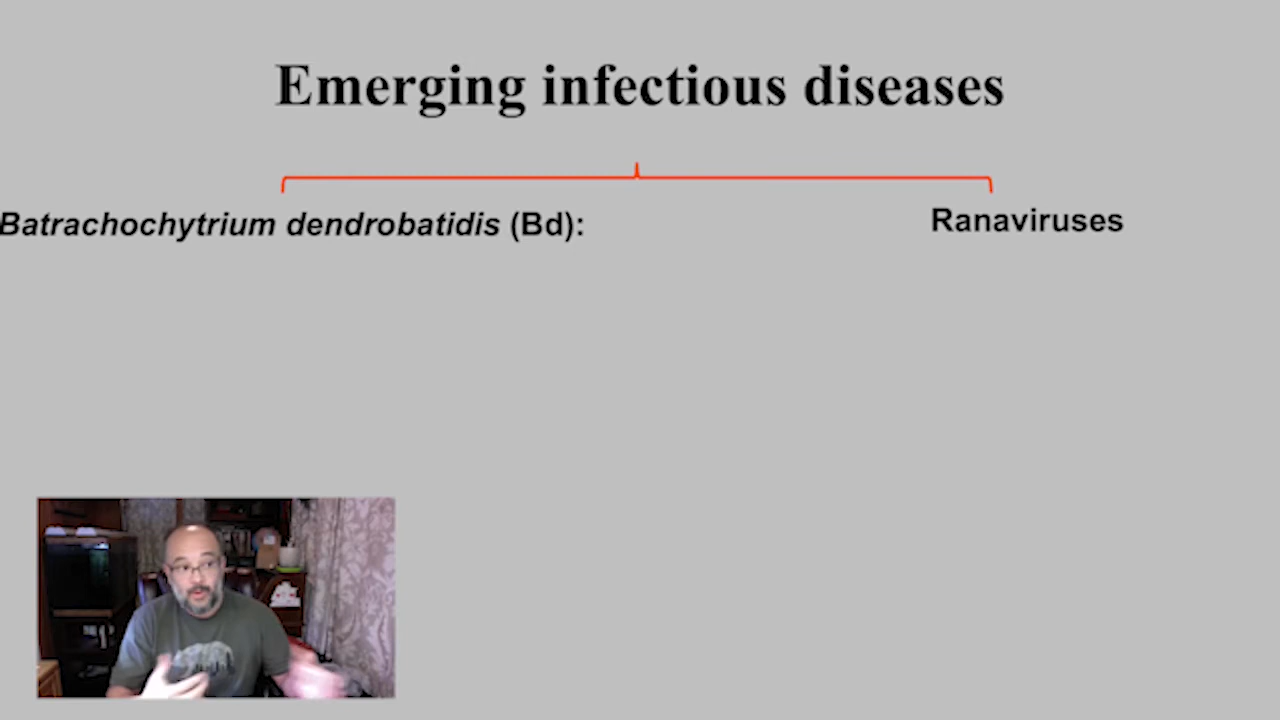 Emerging infectious diseases
Batrachochytrium dendrobatidis (Bd):
Ranaviruses